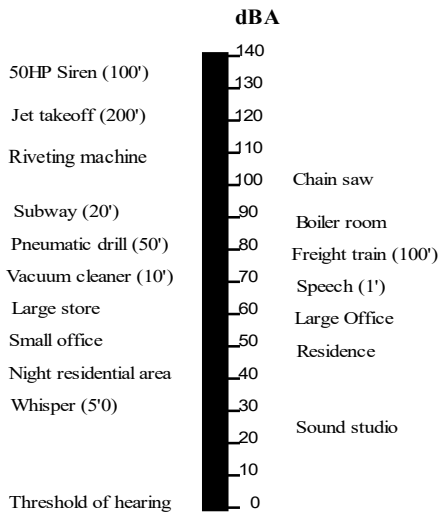 dBA
140
50HP Siren (100')
130
Jet takeoff (200')
120
110
Riveting machine
100
Chain saw
Subway (20')
90
Boiler room
Pneumatic drill (50')
80
Freight train (100')
Vacuum cleaner (10')
70
Speech (1')
Large store
60
Large Office
Small office
50
Residence
Night residential area
40
Whisper (5'0)
30
Sound studio
20
10
Threshold of hearing
0